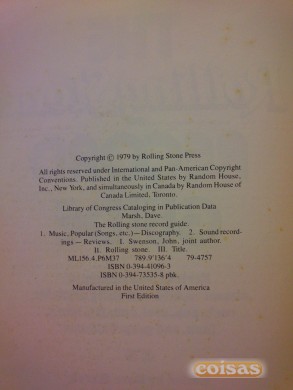 Copyright © 1979 by Rolling Stone Press
All rights reserved under International and Pan-American Copyright
Conventions. Published in the United States by Random House,
Inc., New York, and simultaneously in Canada by Random House of
Canada Limited, Toronto.
Library of Congress Cataloging in Publication Data
Marsh, Dave.
The Rolling stone record guide.
1. Music, Popular (Songs, etc.)—Discography. 2. Sound record-
ings—Reviews. I. Swenson, John, joint author.
II. Rolling stone. III. Title.
ML156.4.P6M37 789.9'136'4 79-4757
ISBN 0-394-41096-3
ISBN 0-394-73535-8 pbk.
Manufactured in the United States of America
First Edition
coisas